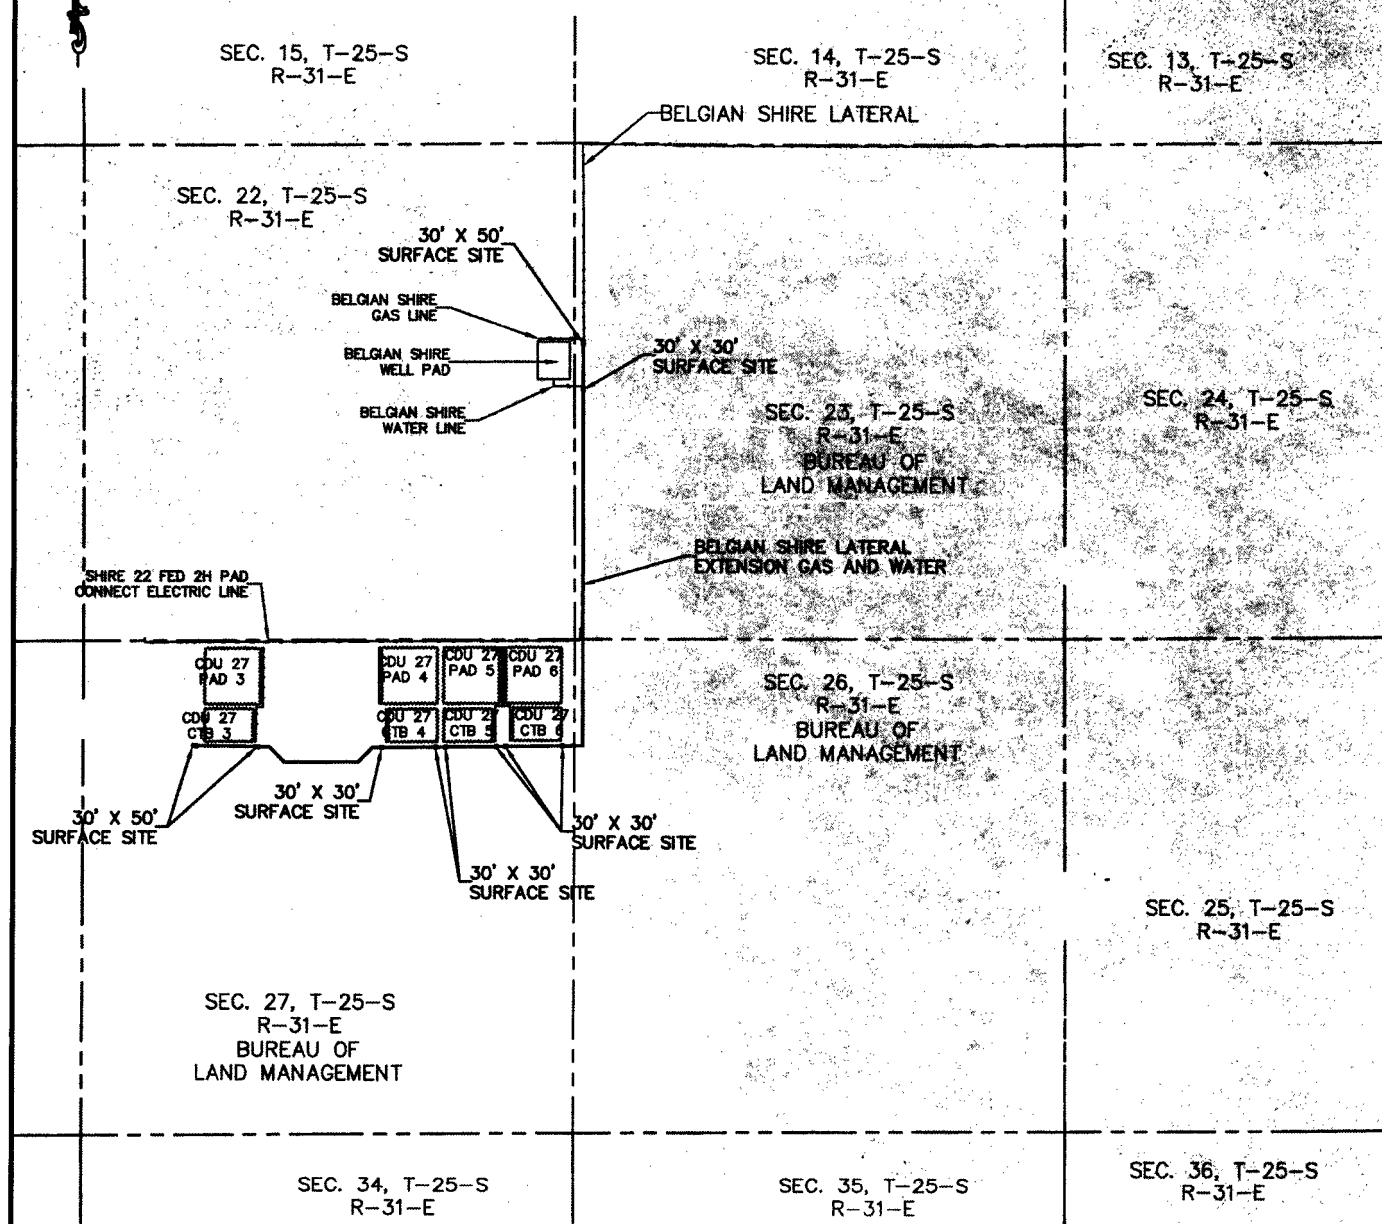 SEC. 15, T-25-S
R-31-E
SEC. 14, T-25-S
R-31-E
SEC. 13, T-25-S
R-31-E
BELGIAN SHIRE LATERAL
SEC. 22, T-25-S
R-31-E
30' X 50'
SURFACE SITE
BELGIAN SHIRE
GAS LINE
BELGIAN SHIRE
WELL PAD
30' X 30'
SURFACE SITE
BELGIAN SHIRE
WATER LINE
SEC. 23, T-25-S
R-31-E
BUREAU OF
LAND MANAGEMENT
SEC. 24, T-25-S
R-31-E
BELGIAN SHIRE LATERAL
EXTENSION GAS AND WATER
SHIRE 22 FED 2H PAD
CONNECT ELECTRIC LINE
CDU 27
PAD 3
CDU 27
PAD 4
CDU 27
PAD 5
CDU 27
PAD 6
CDU 27
CTB 3
CDU 27
CTB 4
CDU 27
CTB 5
CDU 27
CTB 6
SEC. 26, T-25-S
R-31-E
BUREAU OF
LAND MANAGEMENT
30' X 50'
SURFACE SITE
30' X 30'
SURFACE SITE
30' X 30'
SURFACE SITE
30' X 30'
SURFACE SITE
SEC. 25, T-25-S
R-31-E
SEC. 27, T-25-S
R-31-E
BUREAU OF
LAND MANAGEMENT
SEC. 34, T-25-S
R-31-E
SEC. 35, T-25-S
R-31-E
SEC. 36, T-25-S
R-31-E